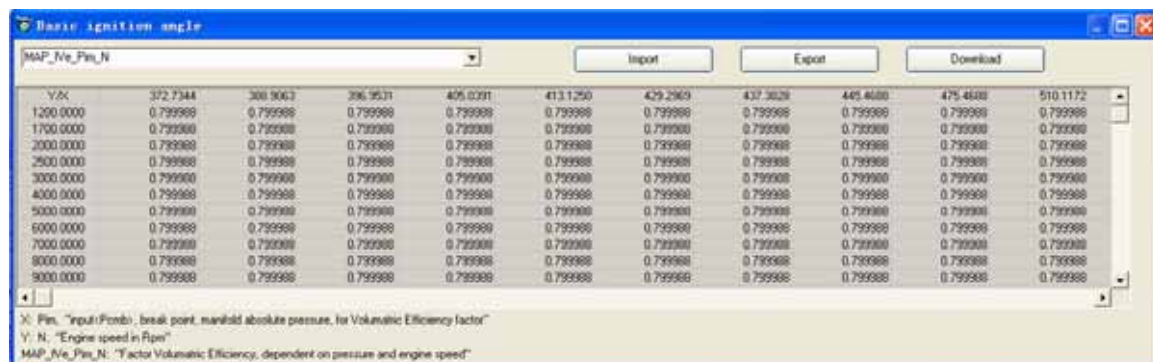 Basic ignition angle
MAP_IVe_Pim_N
Import Export Download
Y/X 372.7344 388.9063 396.9531 405.0391 413.1250 429.2969 437.3828 445.4688 475.4688 510.1172
1200.0000 0.799988 0.799988 0.799988 0.799988 0.799988 0.799988 0.799988 0.799988 0.799988 0.799988
1700.0000 0.799988 0.799988 0.799988 0.799988 0.799988 0.799988 0.799988 0.799988 0.799988 0.799988
2000.0000 0.799988 0.799988 0.799988 0.799988 0.799988 0.799988 0.799988 0.799988 0.799988 0.799988
2500.0000 0.799988 0.799988 0.799988 0.799988 0.799988 0.799988 0.799988 0.799988 0.799988 0.799988
3000.0000 0.799988 0.799988 0.799988 0.799988 0.799988 0.799988 0.799988 0.799988 0.799988 0.799988
4000.0000 0.799988 0.799988 0.799988 0.799988 0.799988 0.799988 0.799988 0.799988 0.799988 0.799988
5000.0000 0.799988 0.799988 0.799988 0.799988 0.799988 0.799988 0.799988 0.799988 0.799988 0.799988
6000.0000 0.799988 0.799988 0.799988 0.799988 0.799988 0.799988 0.799988 0.799988 0.799988 0.799988
7000.0000 0.799988 0.799988 0.799988 0.799988 0.799988 0.799988 0.799988 0.799988 0.799988 0.799988
8000.0000 0.799988 0.799988 0.799988 0.799988 0.799988 0.799988 0.799988 0.799988 0.799988 0.799988
9000.0000 0.799988 0.799988 0.799988 0.799988 0.799988 0.799988 0.799988 0.799988 0.799988 0.799988
X: Pim, "input<Pcmb>, break point, manifold absolute pressure, for Volumatric Efficiency factor"
Y: N, "Engine speed in Rpm"
MAP_IVe_Pim_N: "Factor Volumatric Efficiency, dependent on pressure and engine speed"